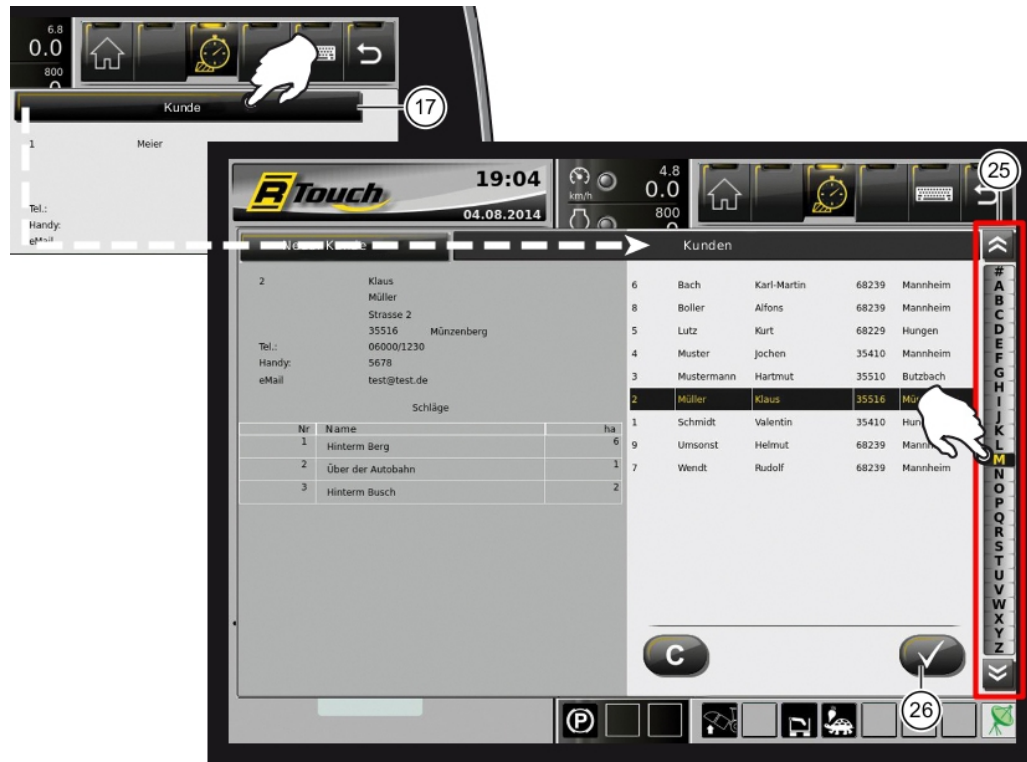 6.8
0.0
800
Kunde
17
1 Meier
Tel.:
Handy:
eMail
R Touch
19:04
04.08.2014
km/h
4.8
0.0
800
25
Kunde
Kunden
2 Klaus
Müller
Strasse 2
35516 Münzenberg
Tel.: 06000/1230
Handy: 5678
eMail test@test.de
Schläge
Nr Name ha
1 Hinterm Berg 6
2 Über der Autobahn 1
3 Hinterm Busch 2
6 Bach Karl-Martin 68239 Mannheim
8 Boller Alfons 68239 Mannheim
5 Lutz Kurt 68229 Hungen
4 Muster Jochen 35410 Mannheim
3 Mustermann Hartmut 35510 Butzbach
2 Müller Klaus 35516
1 Schmidt Valentin 35410
9 Umsonst Helmut 68239
7 Wendt Rudolf 68239 Mannheim
#
A
B
C
D
E
F
G
H
I
J
K
L
M
N
O
P
Q
R
S
T
U
V
W
X
Y
Z
C
26
P